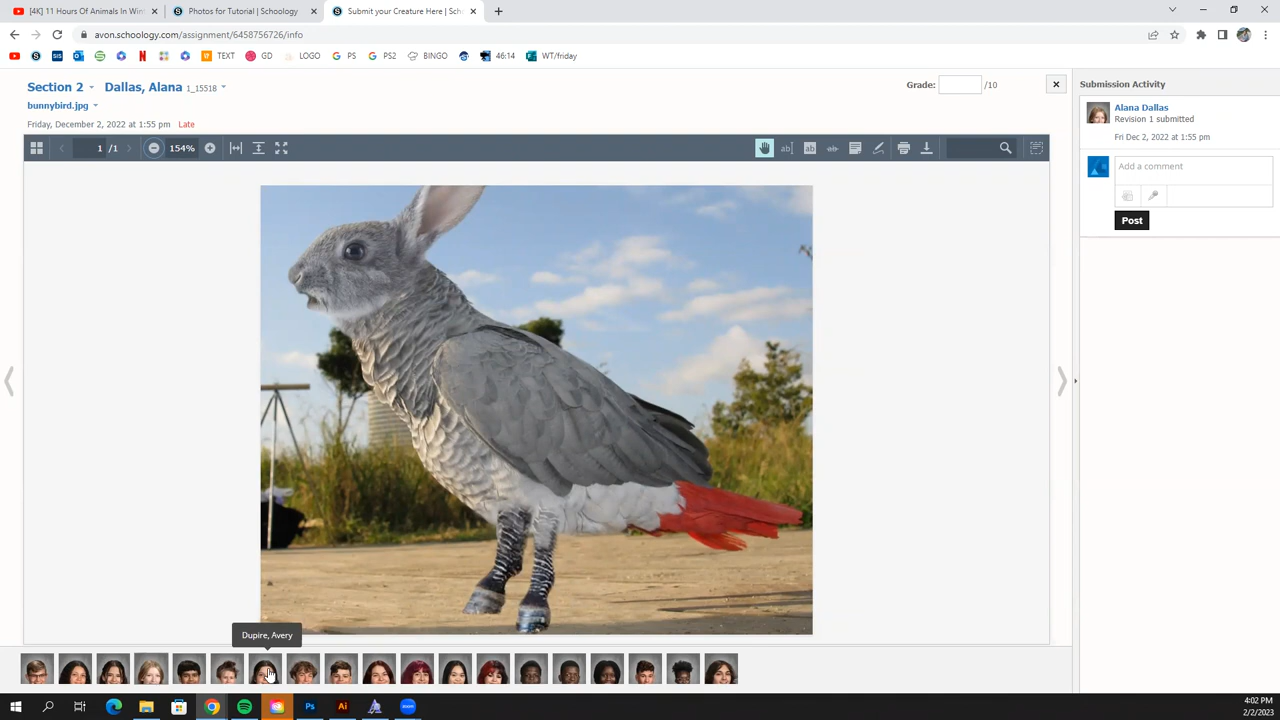 [4K] 11 Hours Of Animals In Win
Photos for Tutorial | Schoology
Submit your Creature Here | Sch
avon.schoology.com/assignment/6458756726/info
SIS
TEXT
GD
LOGO
PS
PS2
BINGO
46:14
WT/friday
Section 2 Dallas, Alana 1_15518
Grade: /10
Submission Activity
bunnybird.jpg
Friday, December 2, 2022 at 1:55 pm Late
Alana Dallas
Revision 1 submitted
Fri Dec 2, 2022 at 1:55 pm
1 /1 154%
Add a comment
Post
Dupire, Avery
4:02 PM
2/2/2023